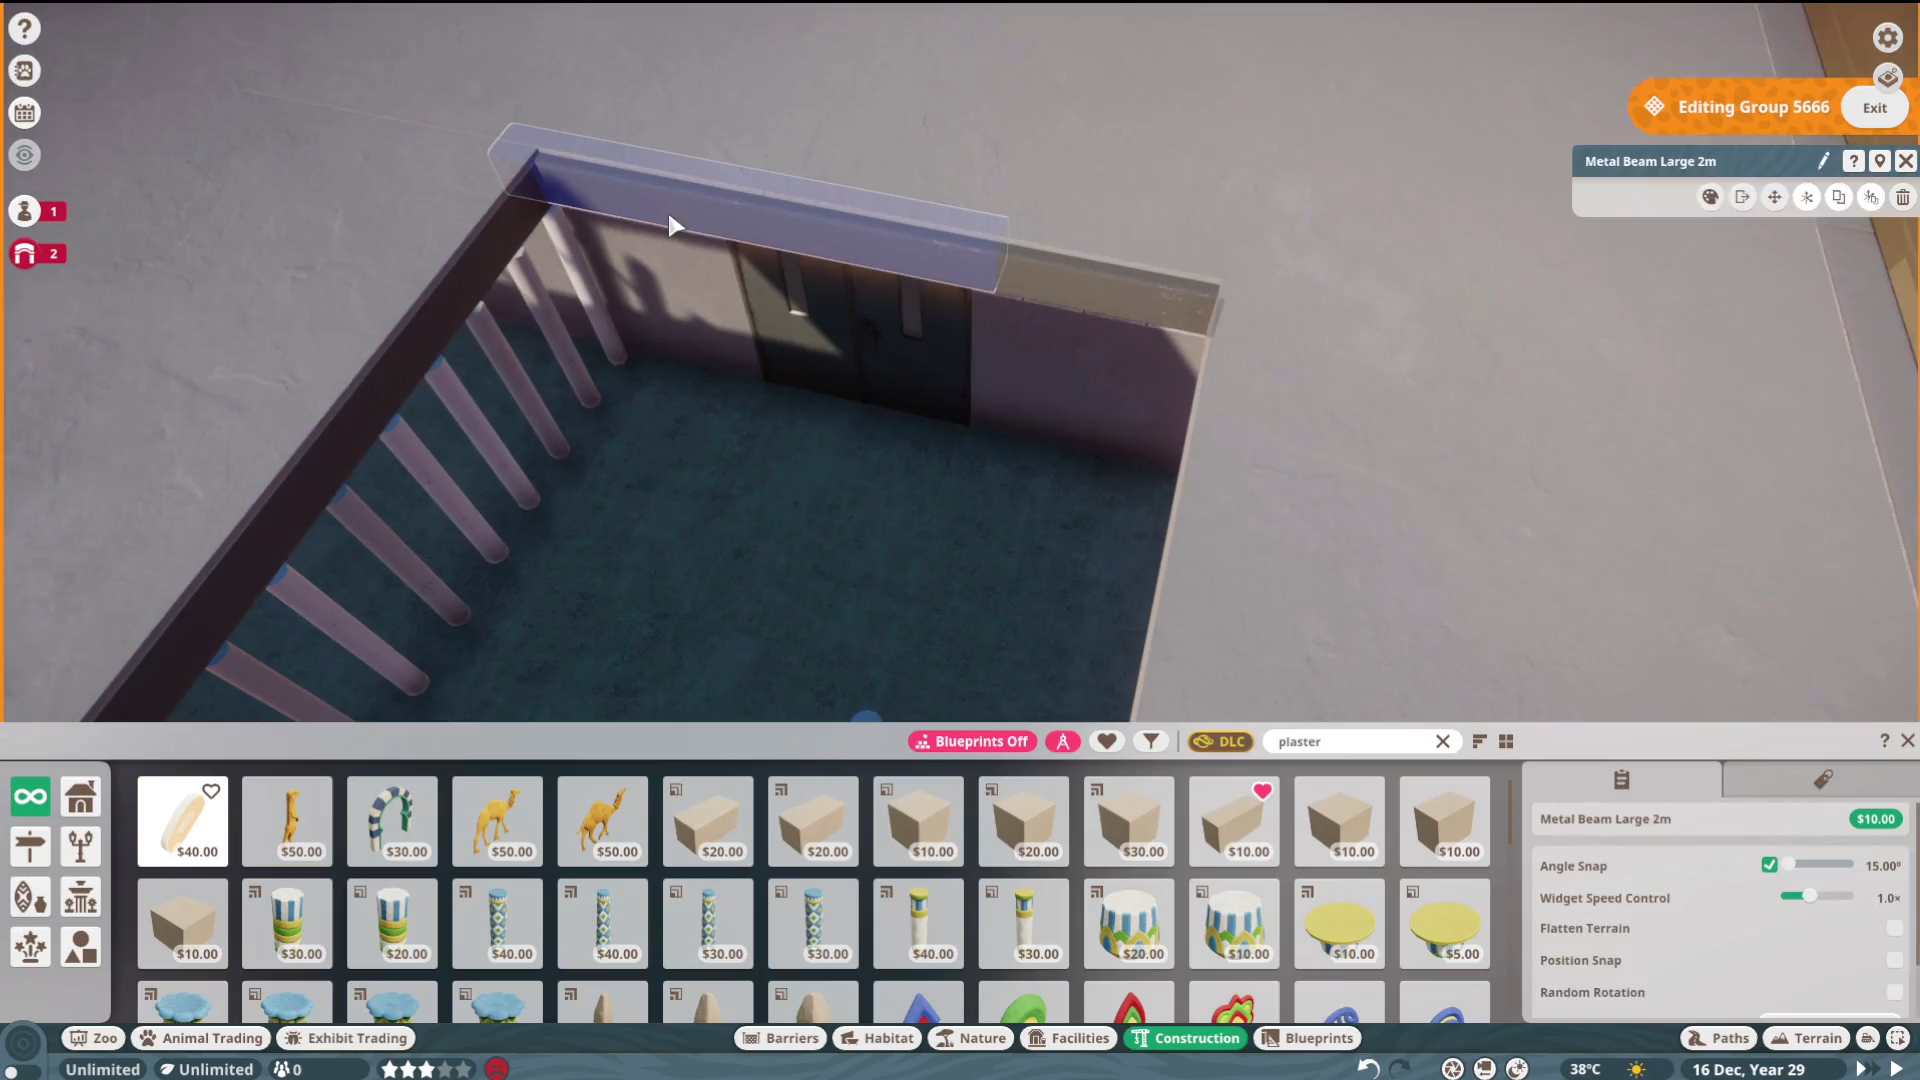 ?
Editing Group 5666
Exit
Metal Beam Large 2m
?
1
2
Blueprints Off
DLC
plaster
?
$40.00
$50.00
$30.00
$50.00
$50.00
$20.00
$20.00
$10.00
$20.00
$30.00
$10.00
$10.00
$10.00
$10.00
$30.00
$20.00
$40.00
$40.00
$30.00
$30.00
$40.00
$30.00
$20.00
$10.00
$10.00
$5.00
Metal Beam Large 2m
$10.00
Angle Snap
15.00°
Widget Speed Control
1.0×
Flatten Terrain
Position Snap
Random Rotation
Zoo
Animal Trading
Exhibit Trading
Barriers
Habitat
Nature
Facilities
Construction
Blueprints
Paths
Terrain
Unlimited
Unlimited
0
38°C
16 Dec, Year 29